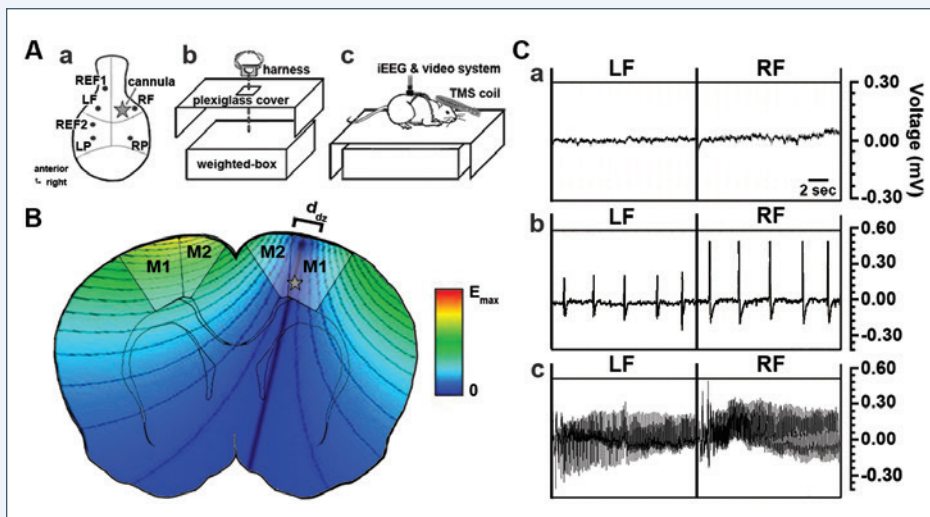 A
a
REF1
cannula
LF
RF
REF2
LP
RP
anterior
right
b
harness
plexiglass cover
weighted-box
c
iEEG & video system
TMS coil
B
d
dz
M1
M2
M2
M1
Emax
0
C
a
LF
RF
0.30
0.00
-0.30
Voltage (mV)
2 sec
b
LF
RF
0.60
0.30
0.00
-0.30
c
LF
RF
0.60
0.30
0.00
-0.30